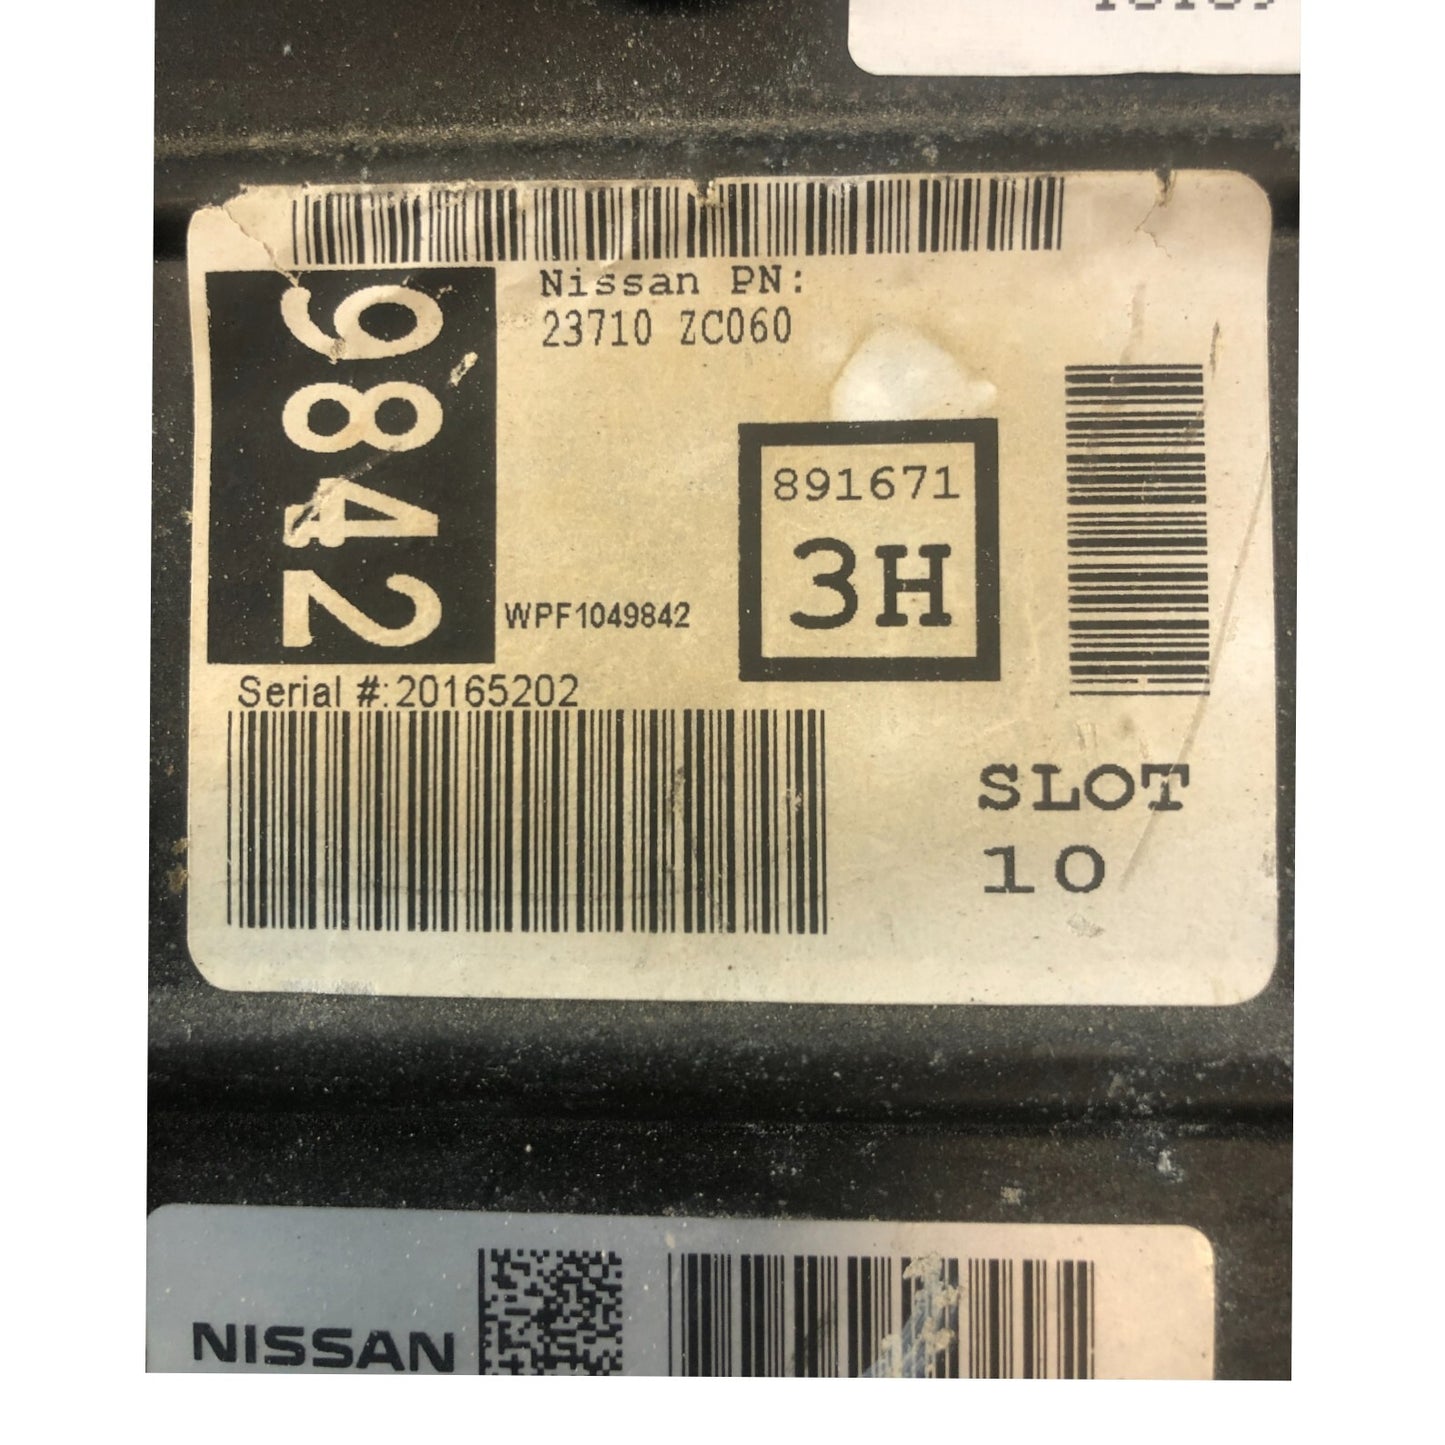 Nissan PN:
23710 ZC060
9842
891671
3H
WPF1049842
Serial #:20165202
SLOT
10
NISSAN